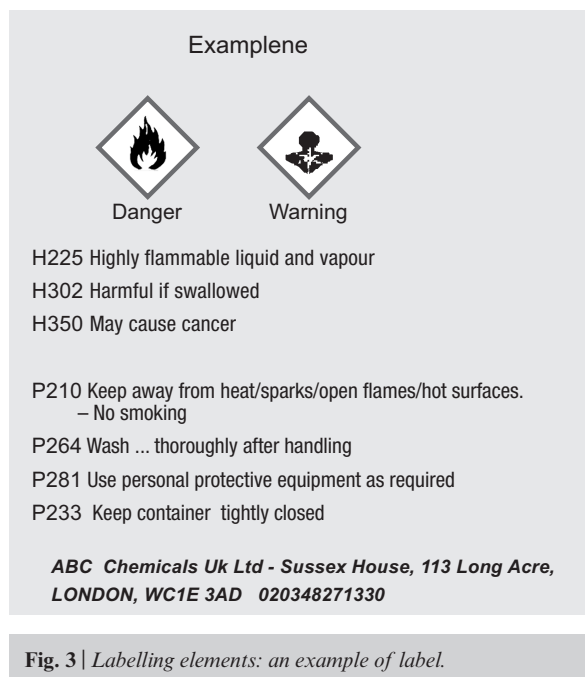 Examplene
Danger Warning
H225 Highly flammable liquid and vapour
H302 Harmful if swallowed
H350 May cause cancer
P210 Keep away from heat/sparks/open flames/hot surfaces.
– No smoking
P264 Wash ... thoroughly after handling
P281 Use personal protective equipment as required
P233 Keep container tightly closed
ABC Chemicals Uk Ltd - Sussex House, 113 Long Acre,
LONDON, WC1E 3AD 020348271330
Fig. 3 | Labelling elements: an example of label.